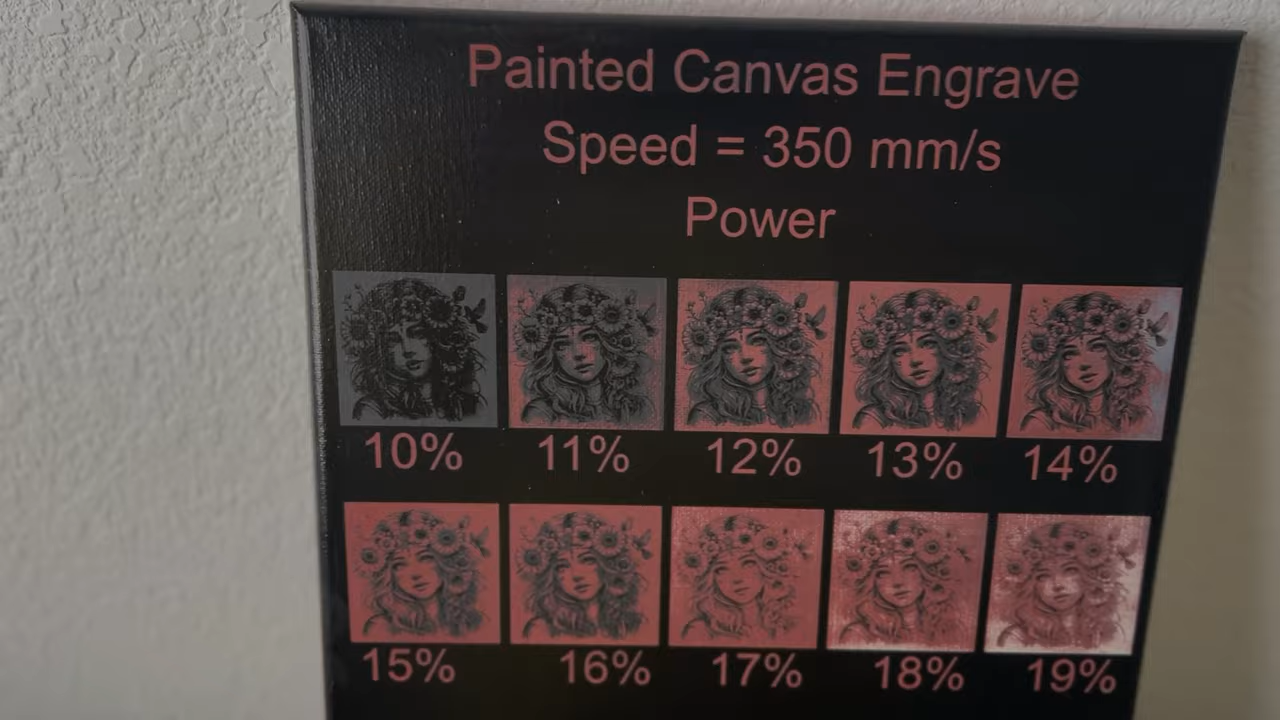 Painted Canvas Engrave
Speed = 350 mm/s
Power
10% 11% 12% 13% 14%
15% 16% 17% 18% 19%